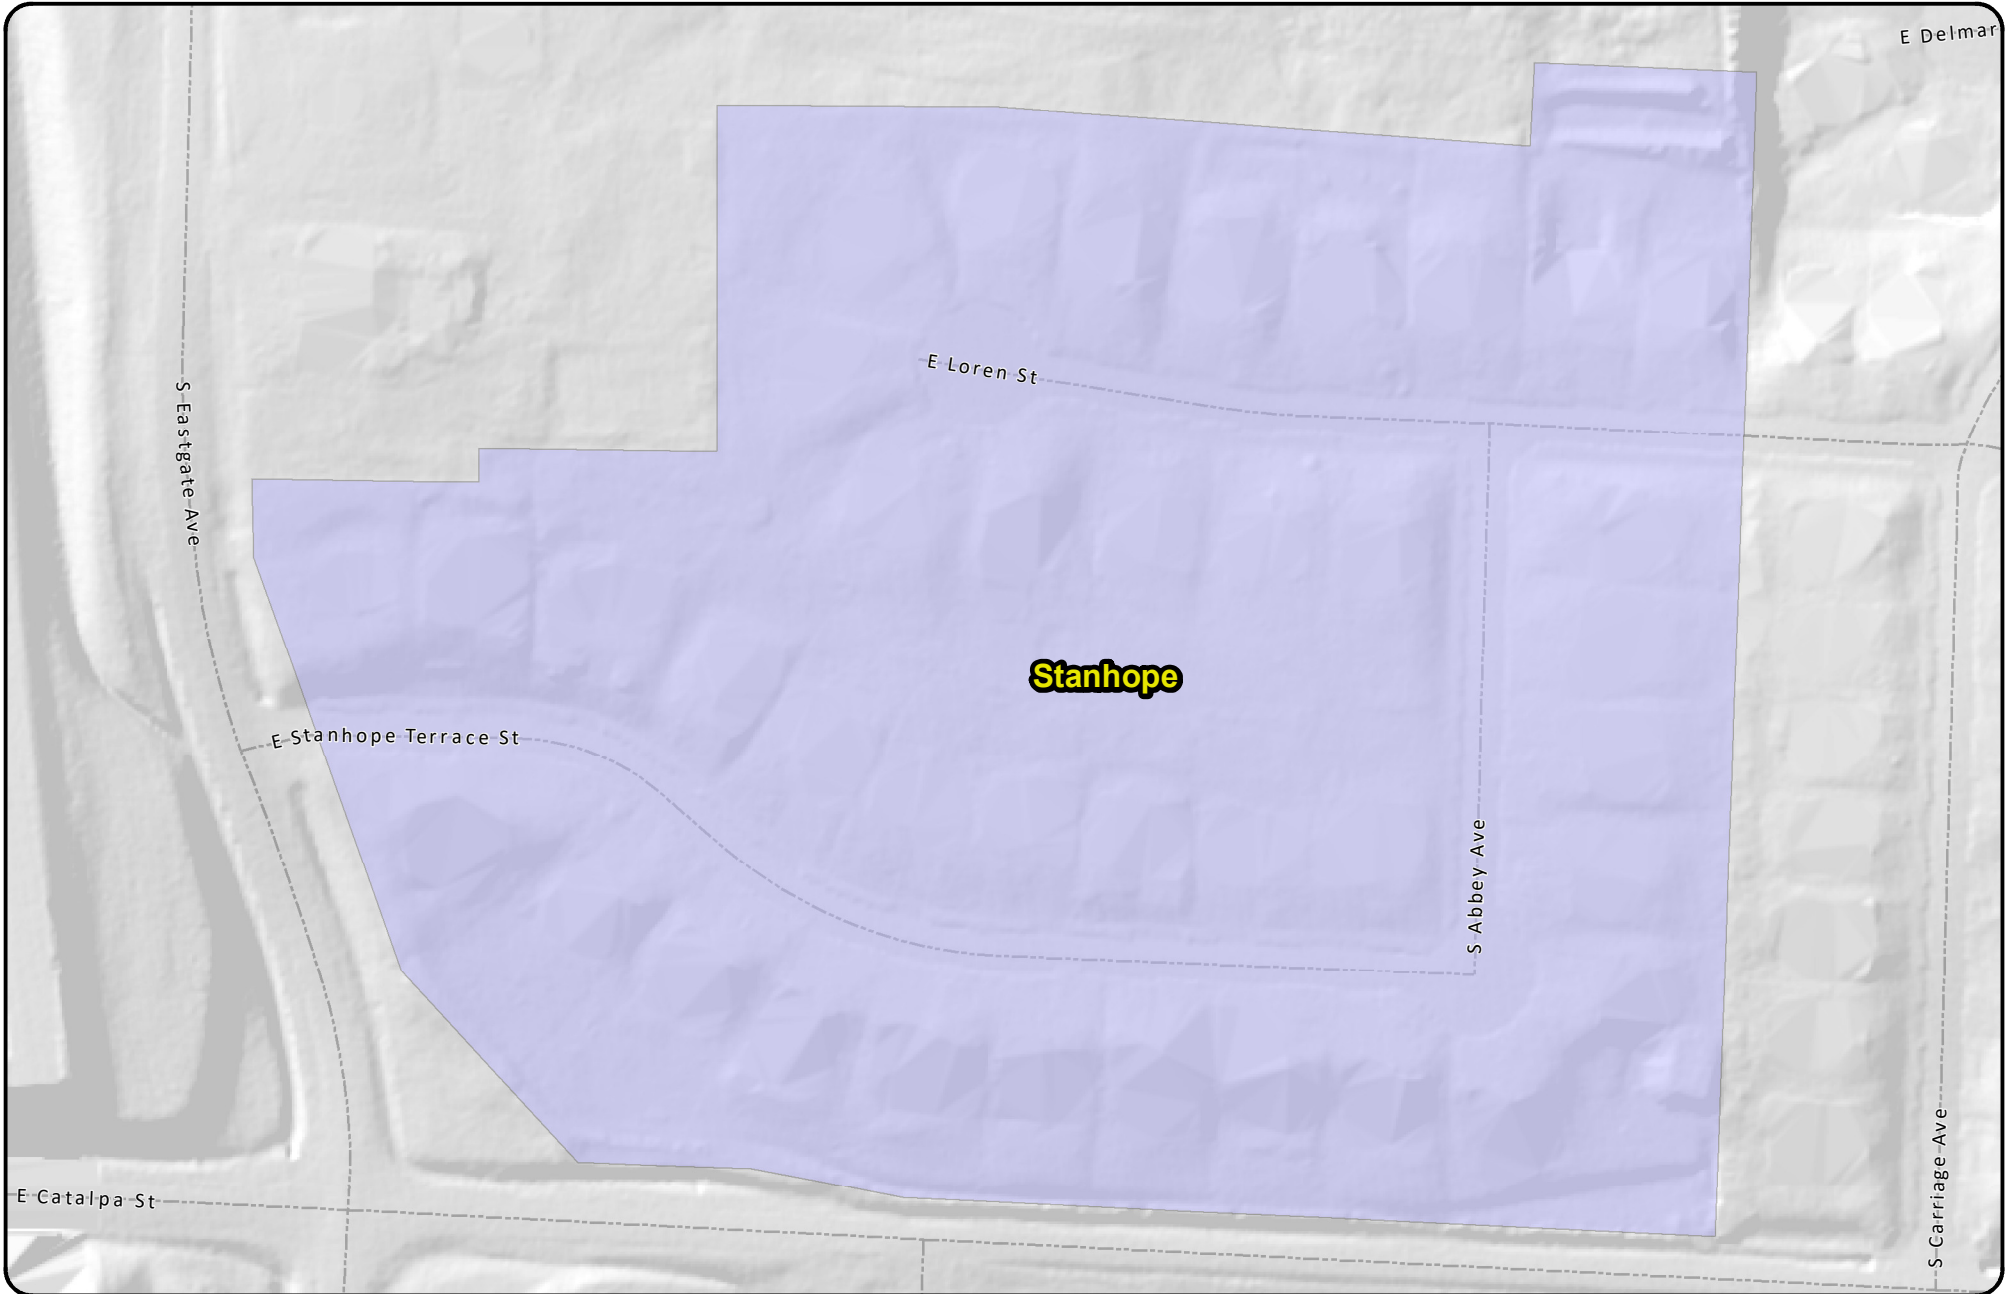 E Delmar
E Loren St
S Eastgate Ave
Stanhope
E Stanhope Terrace St
S Abbey Ave
S Carriage Ave
E Catalpa St